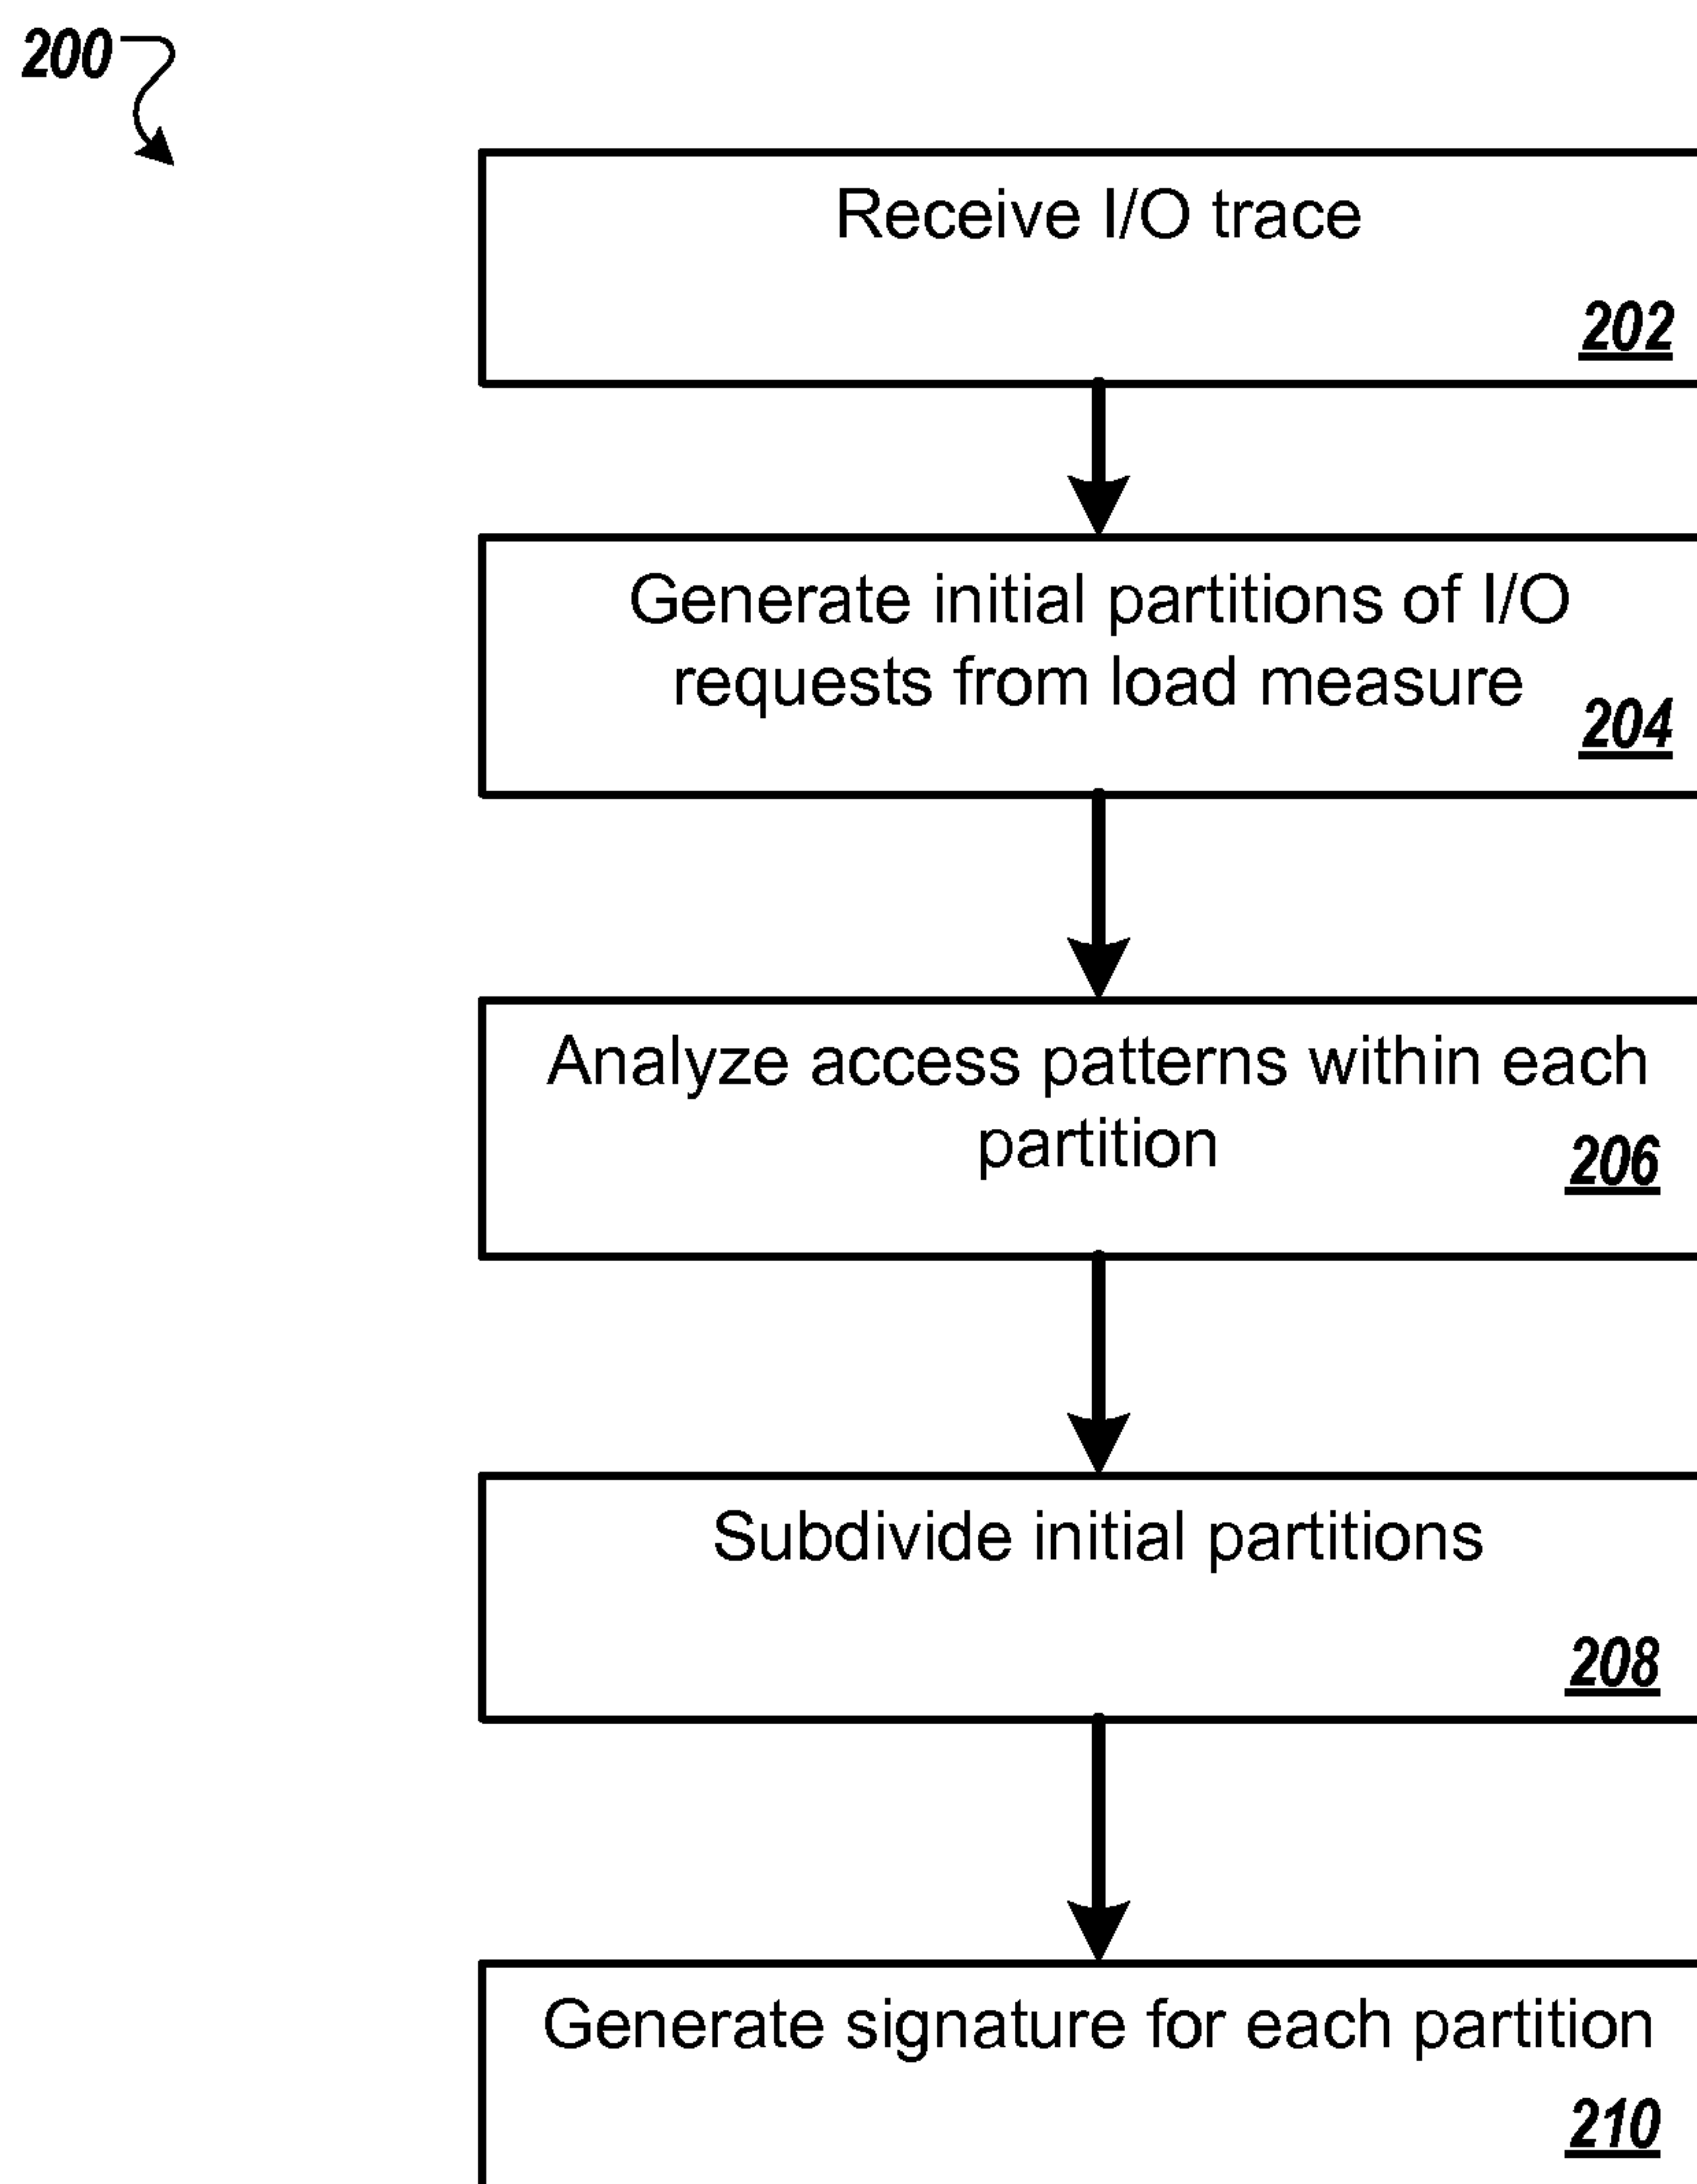 200
Receive I/O trace
202
Generate initial partitions of I/O
requests from load measure
204
Analyze access patterns within each
partition
206
Subdivide initial partitions
208
Generate signature for each partition
210